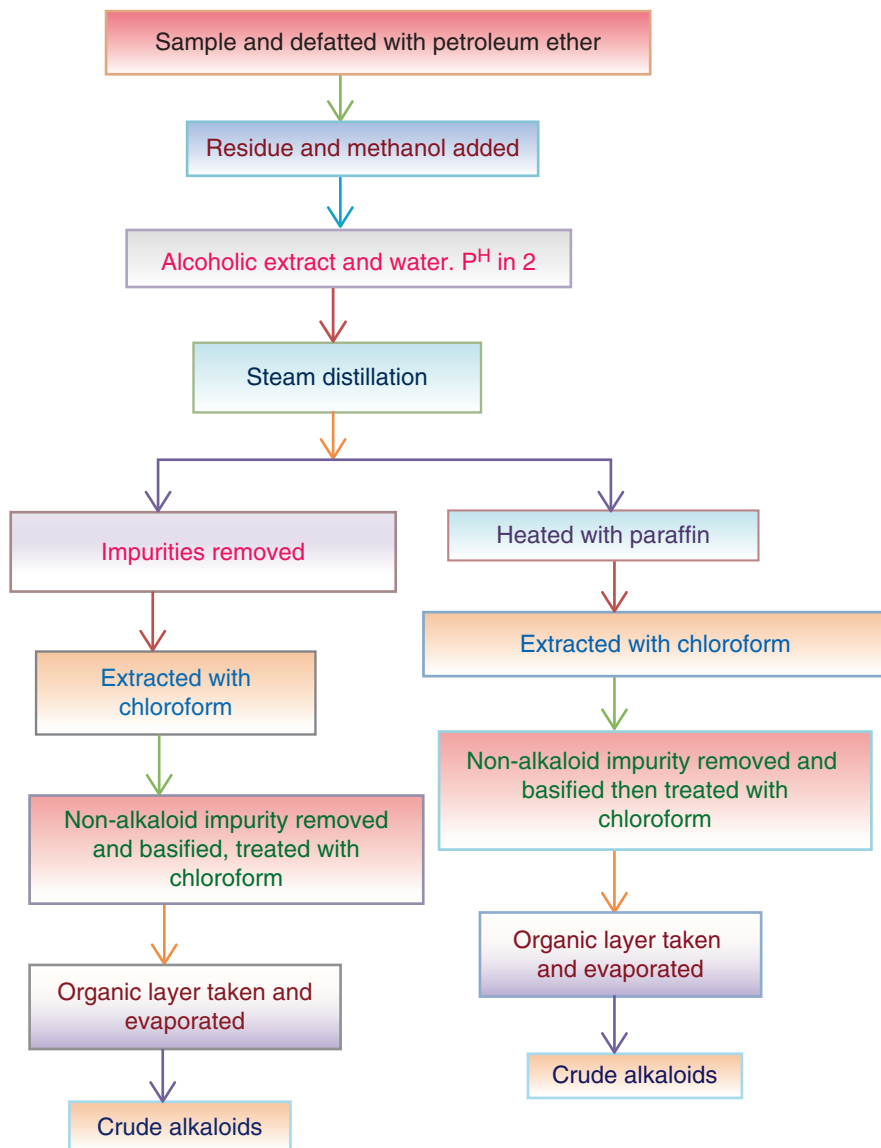 Sample and defatted with petroleum ether
Residue and methanol added
Alcoholic extract and water. P^H in 2
Steam distillation
Impurities removed
Extracted with
chloroform
Non-alkaloid impurity removed
and basified, treated with
chloroform
Organic layer taken and
evaporated
Crude alkaloids
Heated with paraffin
Extracted with chloroform
Non-alkaloid impurity removed and
basified then treated with
chloroform
Organic layer taken
and evaporated
Crude alkaloids